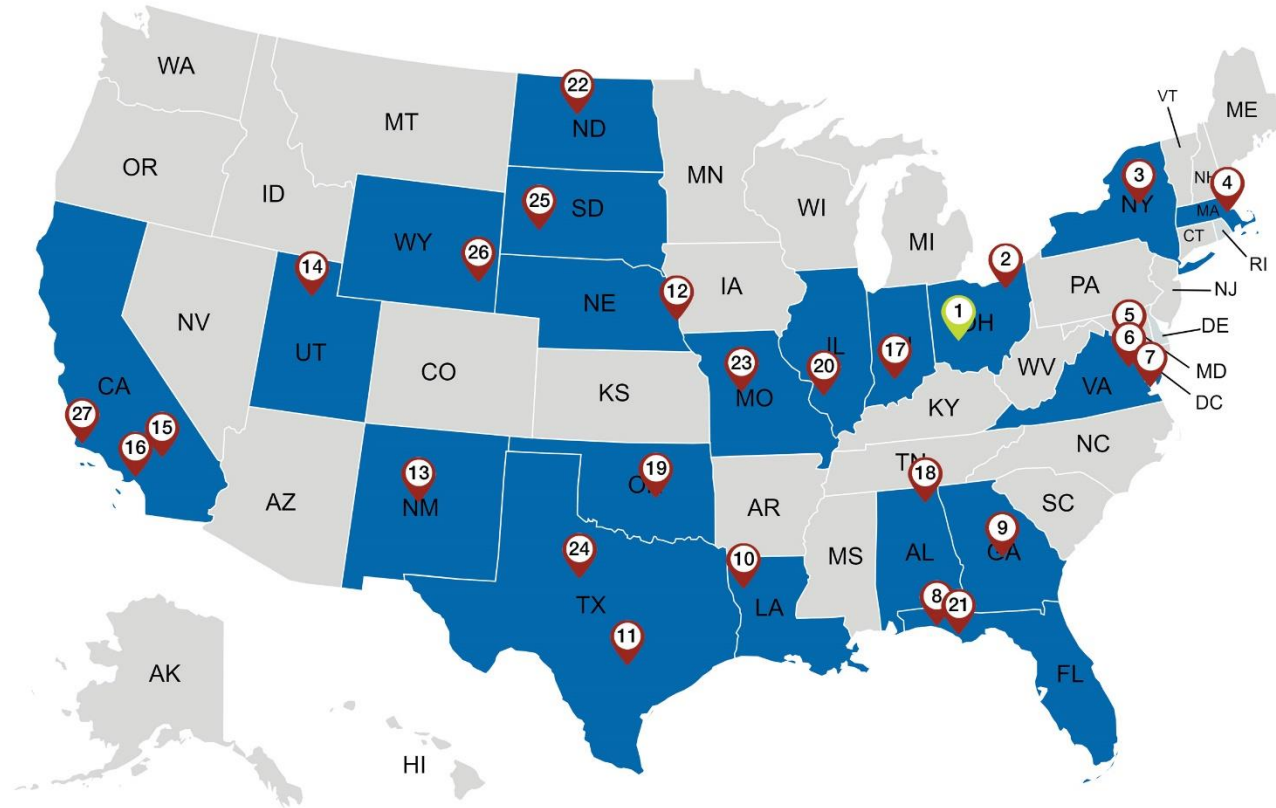 WA
MT
ND
22
MN
VT
ME
OR
ID
SD
25
WI
MI
NY
3
NH
4
MA
WY
26
CT
RI
14
NE
12
IA
2
PA
NJ
NV
UT
CO
IL
20
17
1
OH
5
6
7
DE
MD
DC
WV
VA
CA
27
16
15
KS
23
MO
KY
NC
AZ
13
NM
19
AR
TN
18
SC
24
TX
10
LA
MS
AL
9
GA
8
21
11
FL
AK
HI